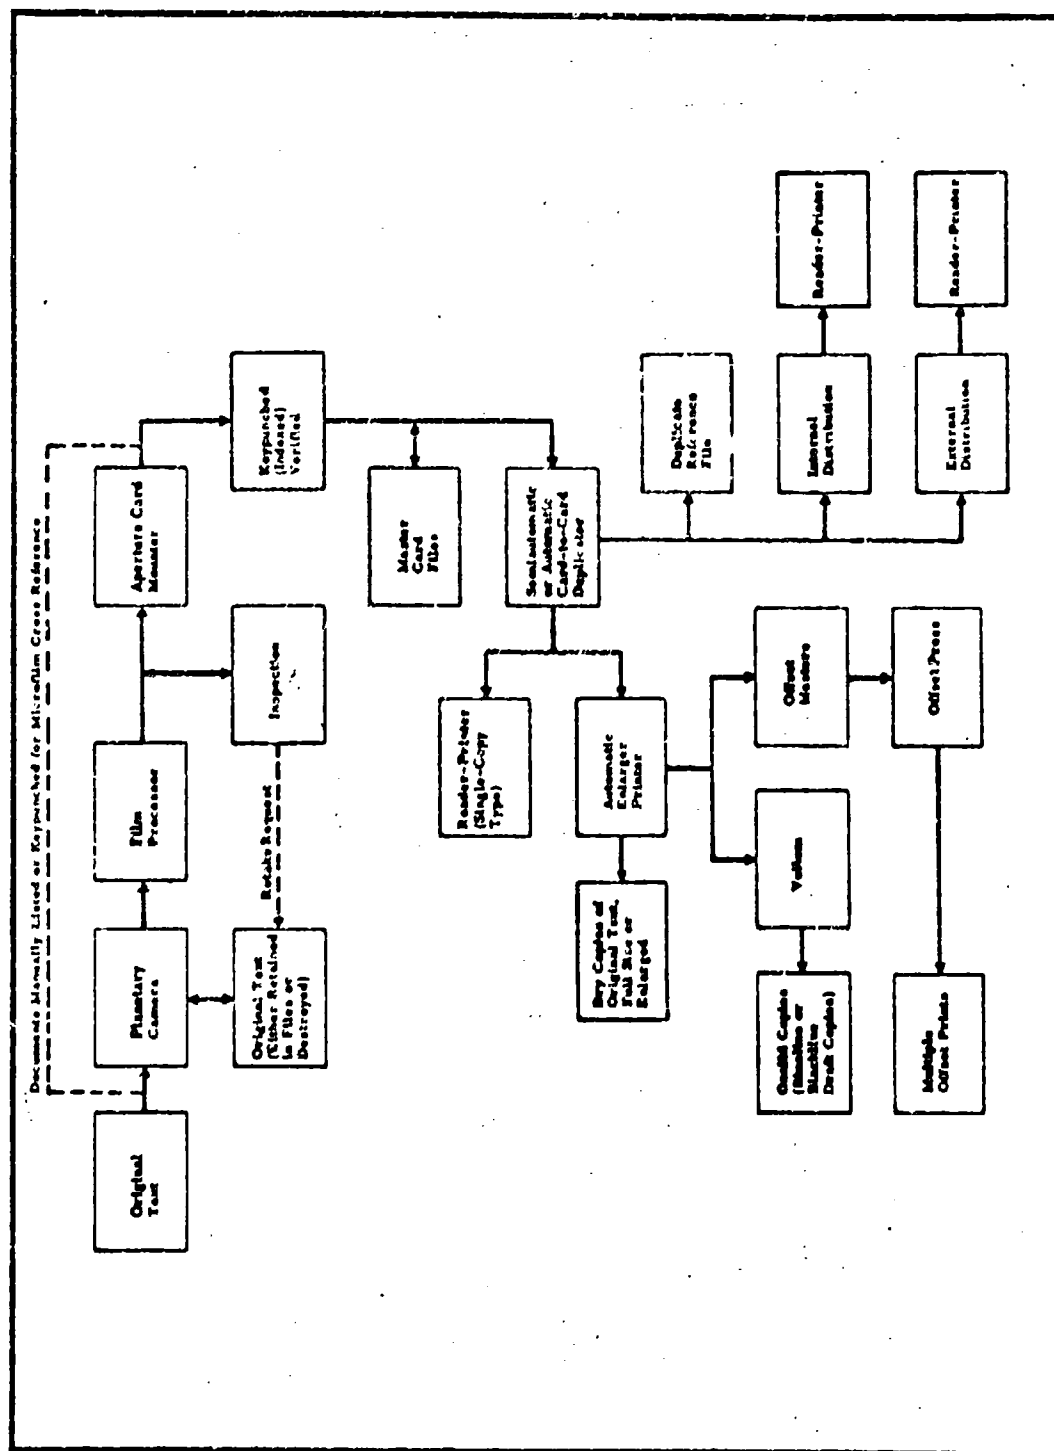 Documents Manually Listed or Keypunched for Microfilm Cross Reference
Original
Text
Planetary
Camera
Film
Processor
Aperture Card
Mounter
Original Text
(Either Retained
in Files or
Destroyed)
Retake Request
Inspection
Keypunched
(Indexed)
Verified
Master
Card
Files
Reader-Printer
(Single-Copy
Type)
Semiautomatic
or Automatic
Card-to-Card
Duplicator
Dry Copies of
Original Text,
Full Size or
Enlarged
Automatic
Enlarger
Printer
Duplicate
Reference
File
Ozalid Copies
(Blueline or
Blackline
Draft Copies)
Vellum
Offset
Masters
Internal
Distribution
Reader-Printer
Multiple
Offset Prints
Offset Press
External
Distribution
Reader-Printer